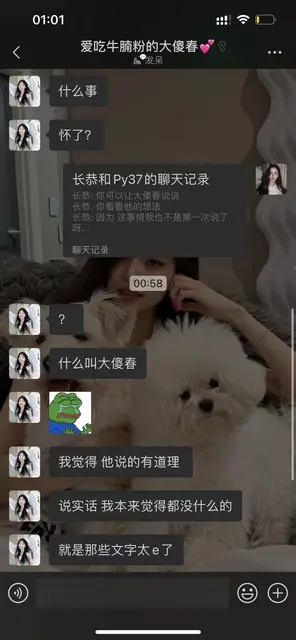 01:01
爱吃牛腩粉的大傻春💕
发呆
什么事
怀了?
长恭和Py37的聊天记录
长恭: 你可以让大傻春说说
长恭: 你看看他的想法
长恭: 因为 这事情我也不是第一次说了
呀...
聊天记录
00:58
?
什么叫大傻春
我觉得 他说的有道理
说实话 我本来觉得都没什么的
就是那些文字太e了